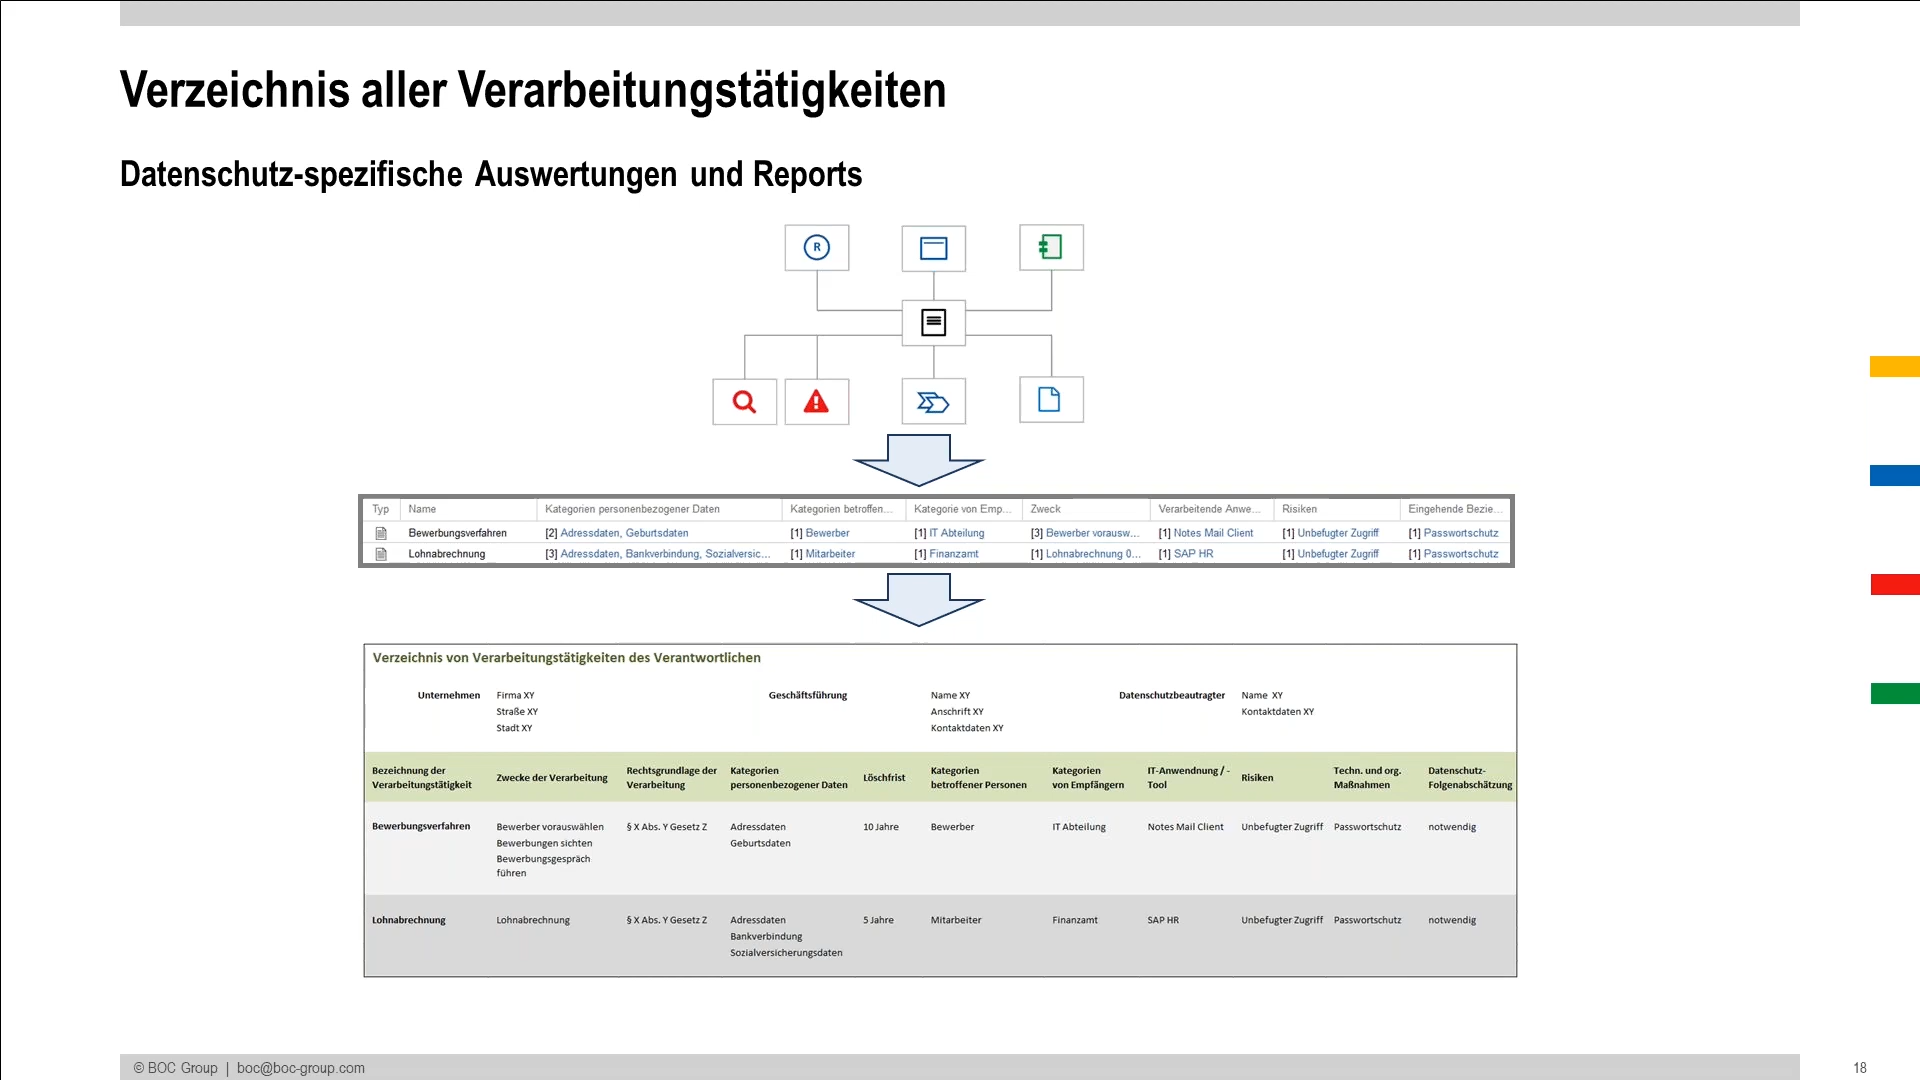 Verzeichnis aller Verarbeitungstätigkeiten
Datenschutz-spezifische Auswertungen und Reports
R
Typ Name Kategorien personenbezogener Daten Kategorien betroffen... Kategorie von Emp... Zweck Verarbeitende Anwe... Risiken Eingehende Bezie...
Bewerbungsverfahren [2] Adressdaten, Geburtsdaten [1] Bewerber [1] IT Abteilung [3] Bewerber vorausw... [1] Notes Mail Client [1] Unbefugter Zugriff [1] Passwortschutz
Lohnabrechnung [3] Adressdaten, Bankverbindung, Sozialversic... [1] Mitarbeiter [1] Finanzamt [1] Lohnabrechnung 0... [1] SAP HR [1] Unbefugter Zugriff [1] Passwortschutz
Verzeichnis von Verarbeitungstätigkeiten des Verantwortlichen
Unternehmen Firma XY Geschäftsführung Name XY Datenschutzbeautragter Name XY
Straße XY Anschrift XY Kontaktdaten XY
Stadt XY Kontaktdaten XY
Bezeichnung der Verarbeitungstätigkeit
Zwecke der Verarbeitung
Rechtsgrundlage der Verarbeitung
Kategorien personenbezogener Daten
Löschfrist
Kategorien betroffener Personen
Kategorien von Empfängern
IT-Anwendnung / -Tool
Risiken
Techn. und org. Maßnahmen
Datenschutz-Folgenabschätzung
Bewerbungsverfahren Bewerber vorauswählen § X Abs. Y Gesetz Z Adressdaten 10 Jahre Bewerber IT Abteilung Notes Mail Client Unbefugter Zugriff Passwortschutz notwendig
Bewerbungen sichten Geburtsdaten
Bewerbungsgespräch
führen
Lohnabrechnung Lohnabrechnung § X Abs. Y Gesetz Z Adressdaten 5 Jahre Mitarbeiter Finanzamt SAP HR Unbefugter Zugriff Passwortschutz notwendig
Bankverbindung
Sozialversicherungsdaten
© BOC Group | boc@boc-group.com 18